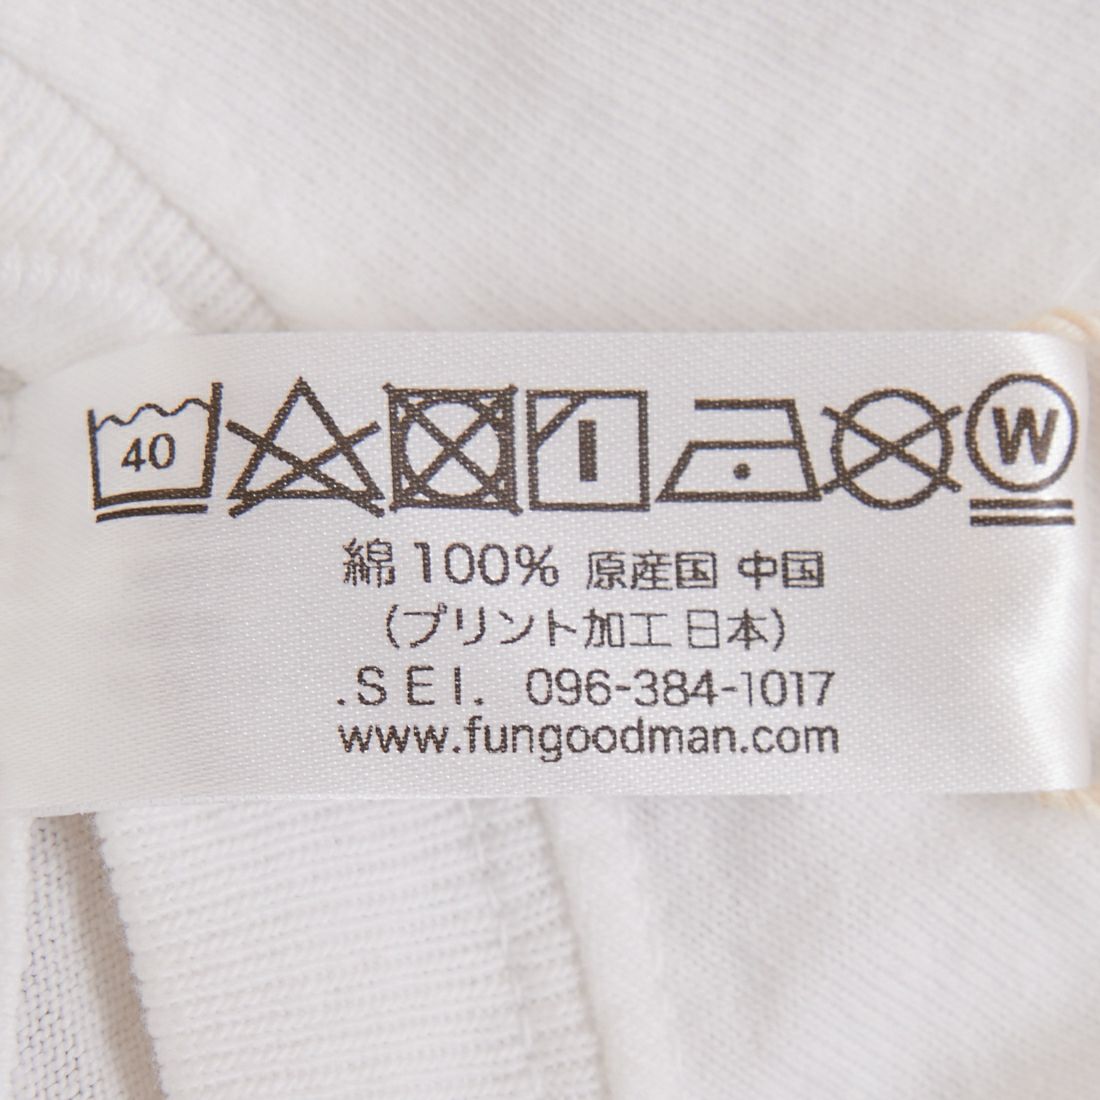 40 W
綿 100% 原産国 中国
(プリント加工 日本)
.SEI. 096-384-1017
www.fungoodman.com